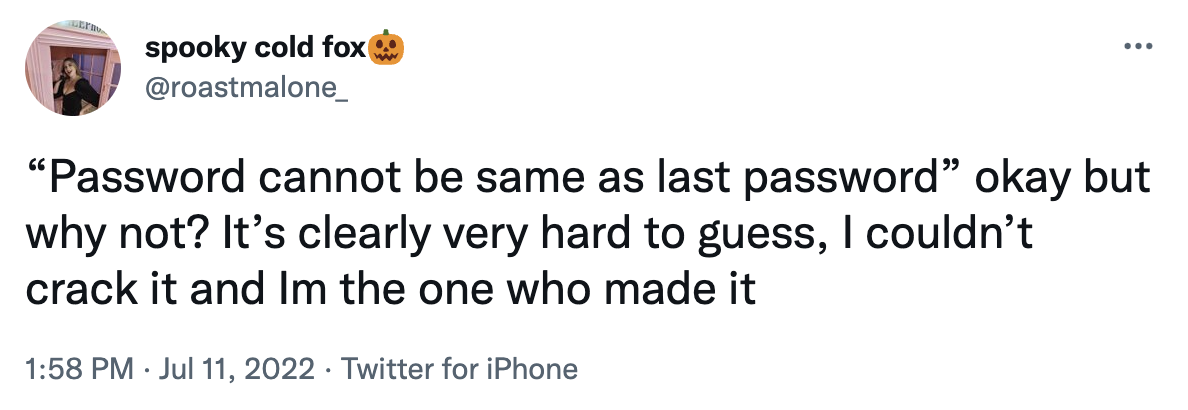 spooky cold fox🎃
@roastmalone_
“Password cannot be same as last password” okay but
why not? It’s clearly very hard to guess, I couldn’t
crack it and Im the one who made it
1:58 PM · Jul 11, 2022 · Twitter for iPhone